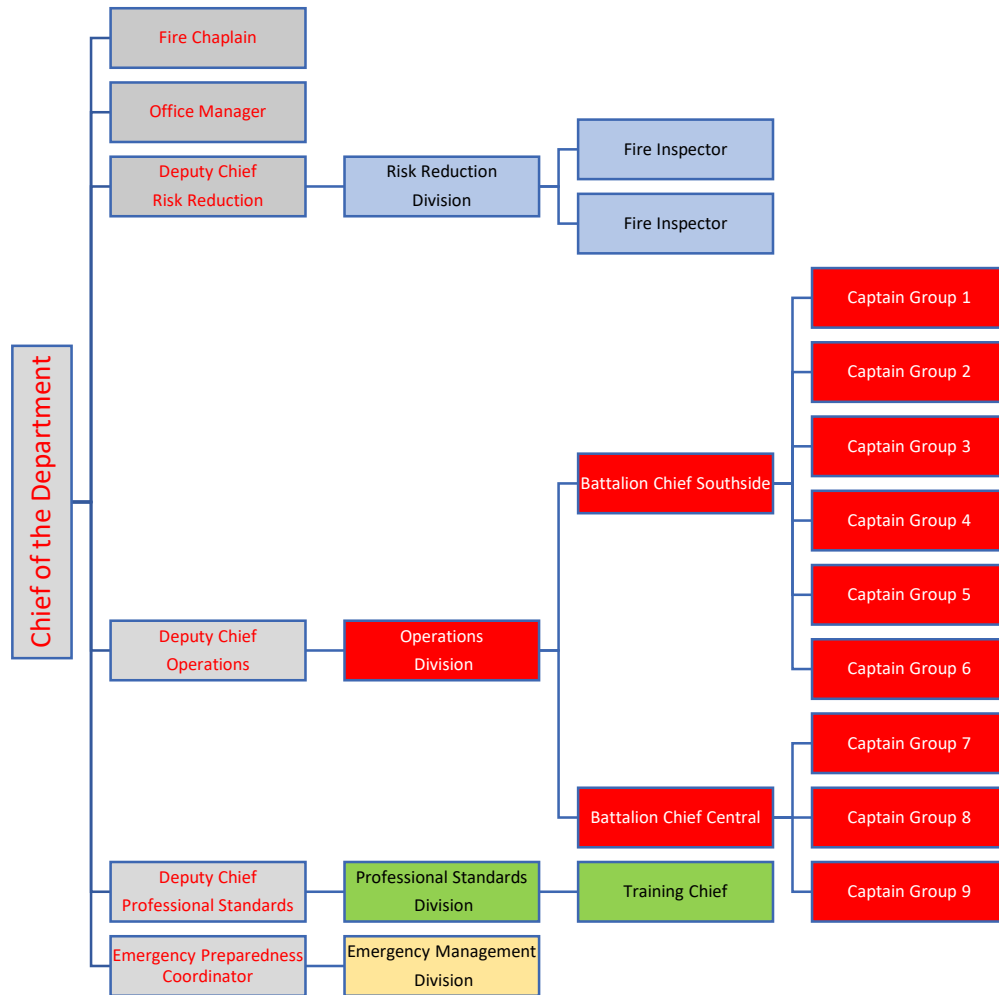 Fire Chaplain
Office Manager
Deputy Chief
Risk Reduction
Risk Reduction
Division
Fire Inspector
Fire Inspector
Chief of the Department
Deputy Chief
Operations
Operations
Division
Battalion Chief Southside
Captain Group 1
Captain Group 2
Captain Group 3
Captain Group 4
Captain Group 5
Captain Group 6
Battalion Chief Central
Captain Group 7
Captain Group 8
Captain Group 9
Deputy Chief
Professional Standards
Professional Standards
Division
Training Chief
Emergency Preparedness
Coordinator
Emergency Management
Division